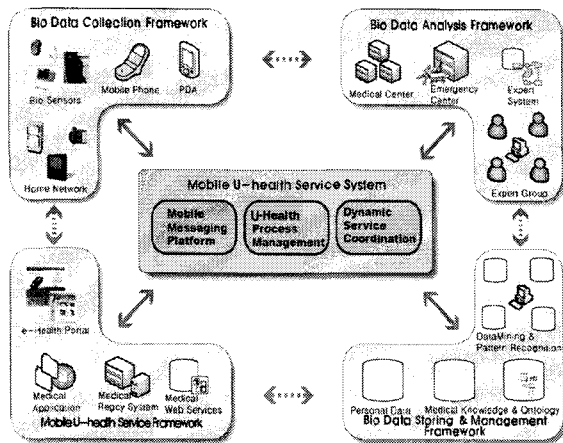 Bio Data Collection Framework
Bio Sensors
Mobile Phone
PDA
Home Network
Bio Data Analysis Framework
Medical Center
Emergency
Center
Expert
System
Expert Group
Mobile U-health Service System
Mobile
Messaging
Platform
U-Health
Process
Management
Dynamic
Service
Coordination
e-Health Portal
Medical
Application
Medical
Regcy System
Medical
Web Services
Mobile U-health Service Framework
DataMining &
Pattern Recognition
Personal Data
Medical Knowledge & Ontology
Bio Data Storing & Management
Framework